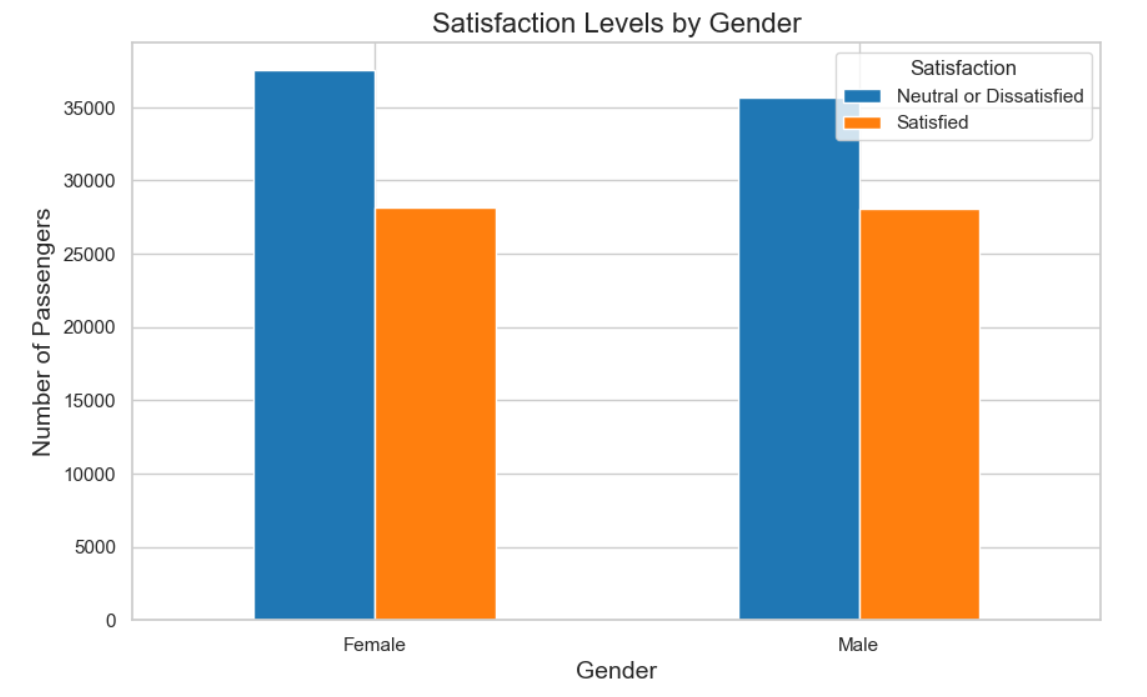 Satisfaction Levels by Gender
Satisfaction
Neutral or Dissatisfied
Satisfied
Number of Passengers
35000
30000
25000
20000
15000
10000
5000
0
Female
Male
Gender